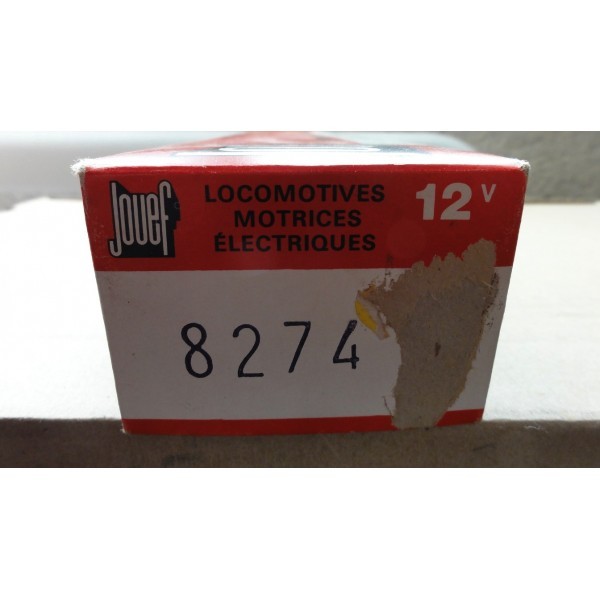 Jouef
LOCOMOTIVES
MOTRICES
ÉLECTRIQUES
12 V
8274